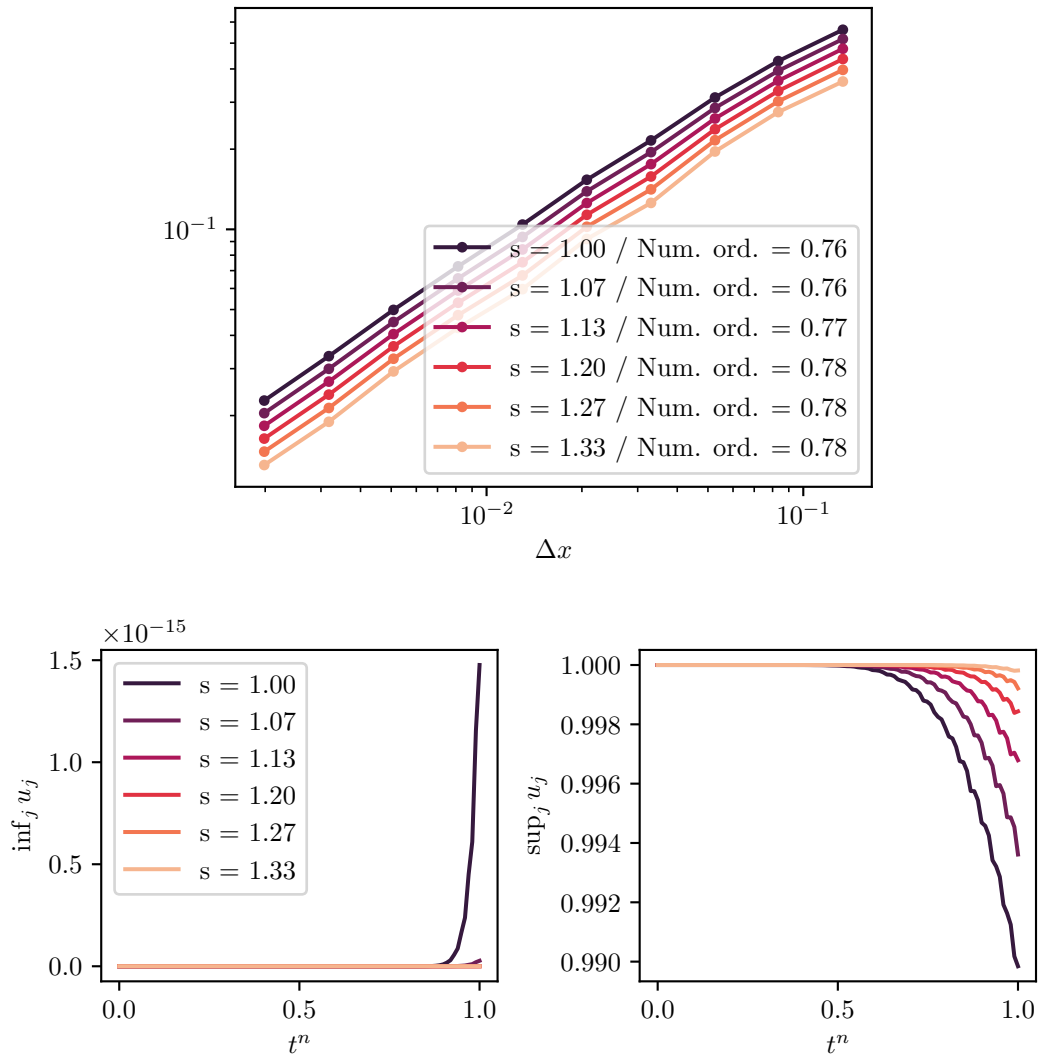 10^{-1}
s = 1.00 / Num. ord. = 0.76
s = 1.07 / Num. ord. = 0.76
s = 1.13 / Num. ord. = 0.77
s = 1.20 / Num. ord. = 0.78
s = 1.27 / Num. ord. = 0.78
s = 1.33 / Num. ord. = 0.78
10^{-2} 10^{-1}
Δx
×10^{-15}
1.5
1.0
0.5
0.0
inf_j u_j
s = 1.00
s = 1.07
s = 1.13
s = 1.20
s = 1.27
s = 1.33
0.0 0.5 1.0
t^n
1.000
0.998
0.996
0.994
0.992
0.990
sup_j u_j
0.0 0.5 1.0
t^n